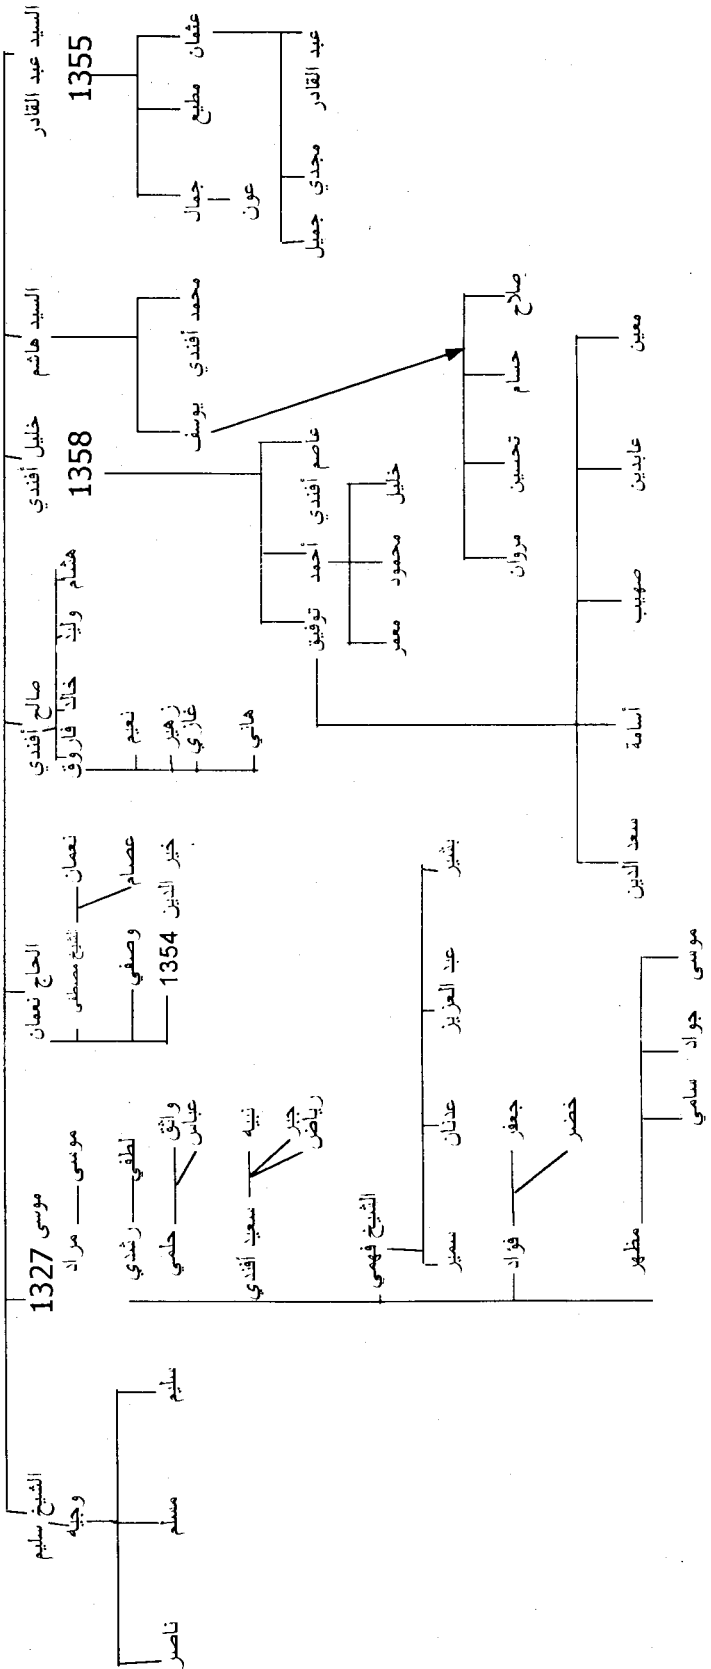 السيد عبد القادر
1355
عثمان
مطيع
جمال
عون
عبد القادر
مجدي
جميل
السيد هاشم
محمد أفندي
يوسف
صلاح
حسام
تحسين
مروان
خليل أفندي
1358
عاصم أفندي
أحمد
توفيق
خليل
محمود
معمر
معين
عابدين
صهيب
أسامة
سعد الدين
صالح أفندي
هشام
وليد
خالد
فاروق
نعيم
زهير
غازي
هاني
الحاج نعمان
الشيخ مصطفى
نعمان
عصام
وصفي
خير الدين
1354
موسى
1327
موسى
مراد
لطفي
رشدي
واثق
عباس
حلمي
نبيه
جبر
رياض
سعيد أفندي
الشيخ فهمي
بشير
عبد العزيز
عدنان
سمير
جعفر
خضر
فؤاد
مظهر
موسى
جواد
سامي
الشيخ سليم
وجيه
سليم
مسلم
ناصر